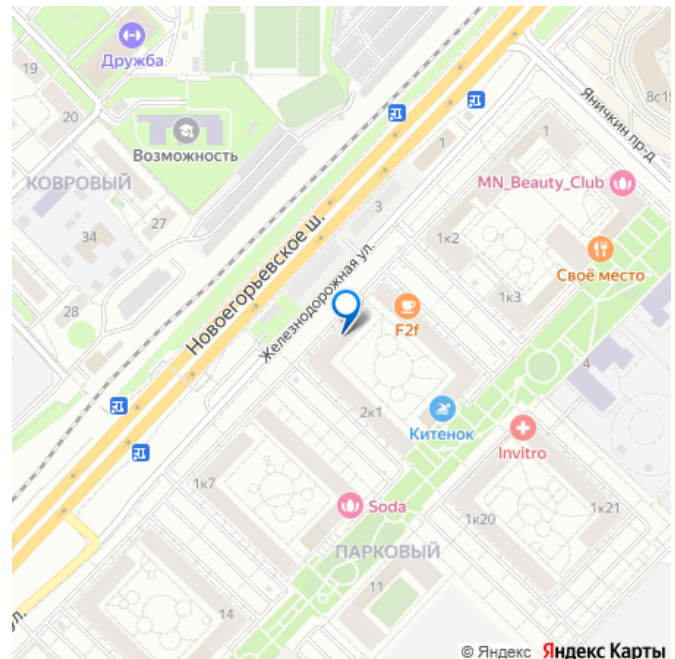 Дружба
19
20
Возможность
КОВРОВЫЙ
34
27
28
Новоегорьевское ш.
Железнодорожная ул.
Яничкин пр-д
8с15
1
1
3
MN_Beauty_Club
1к2
Своё место
1к3
F2f
4
2к1
Китенок
Invitro
1к7
Soda
1к20
1к21
ПАРКОВЫЙ
11
14
ул.
© Яндекс Яндекс Карты